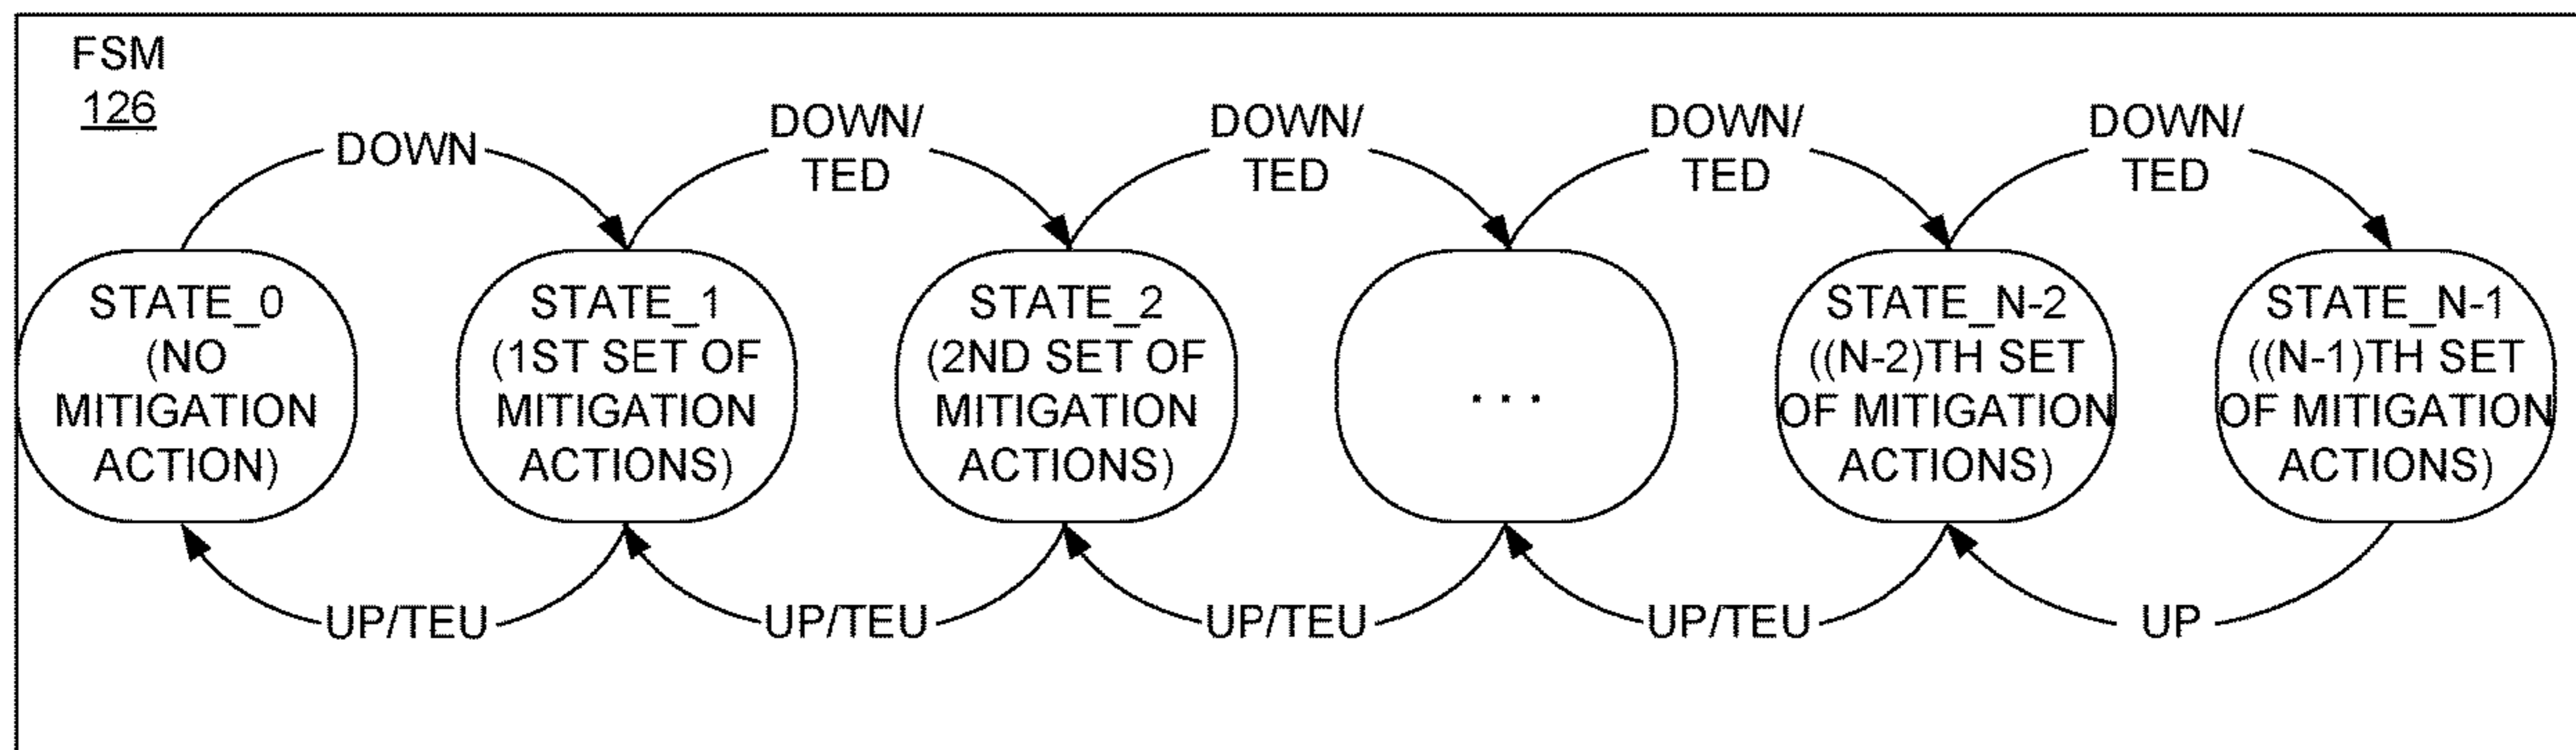 FSM
126
DOWN
DOWN/
TED
DOWN/
TED
DOWN/
TED
DOWN/
TED
STATE_0
(NO
MITIGATION
ACTION)
STATE_1
(1ST SET OF
MITIGATION
ACTIONS)
STATE_2
(2ND SET OF
MITIGATION
ACTIONS)
...
STATE_N-2
((N-2)TH SET
OF MITIGATION
ACTIONS)
STATE_N-1
((N-1)TH SET
OF MITIGATION
ACTIONS)
UP/TEU
UP/TEU
UP/TEU
UP/TEU
UP